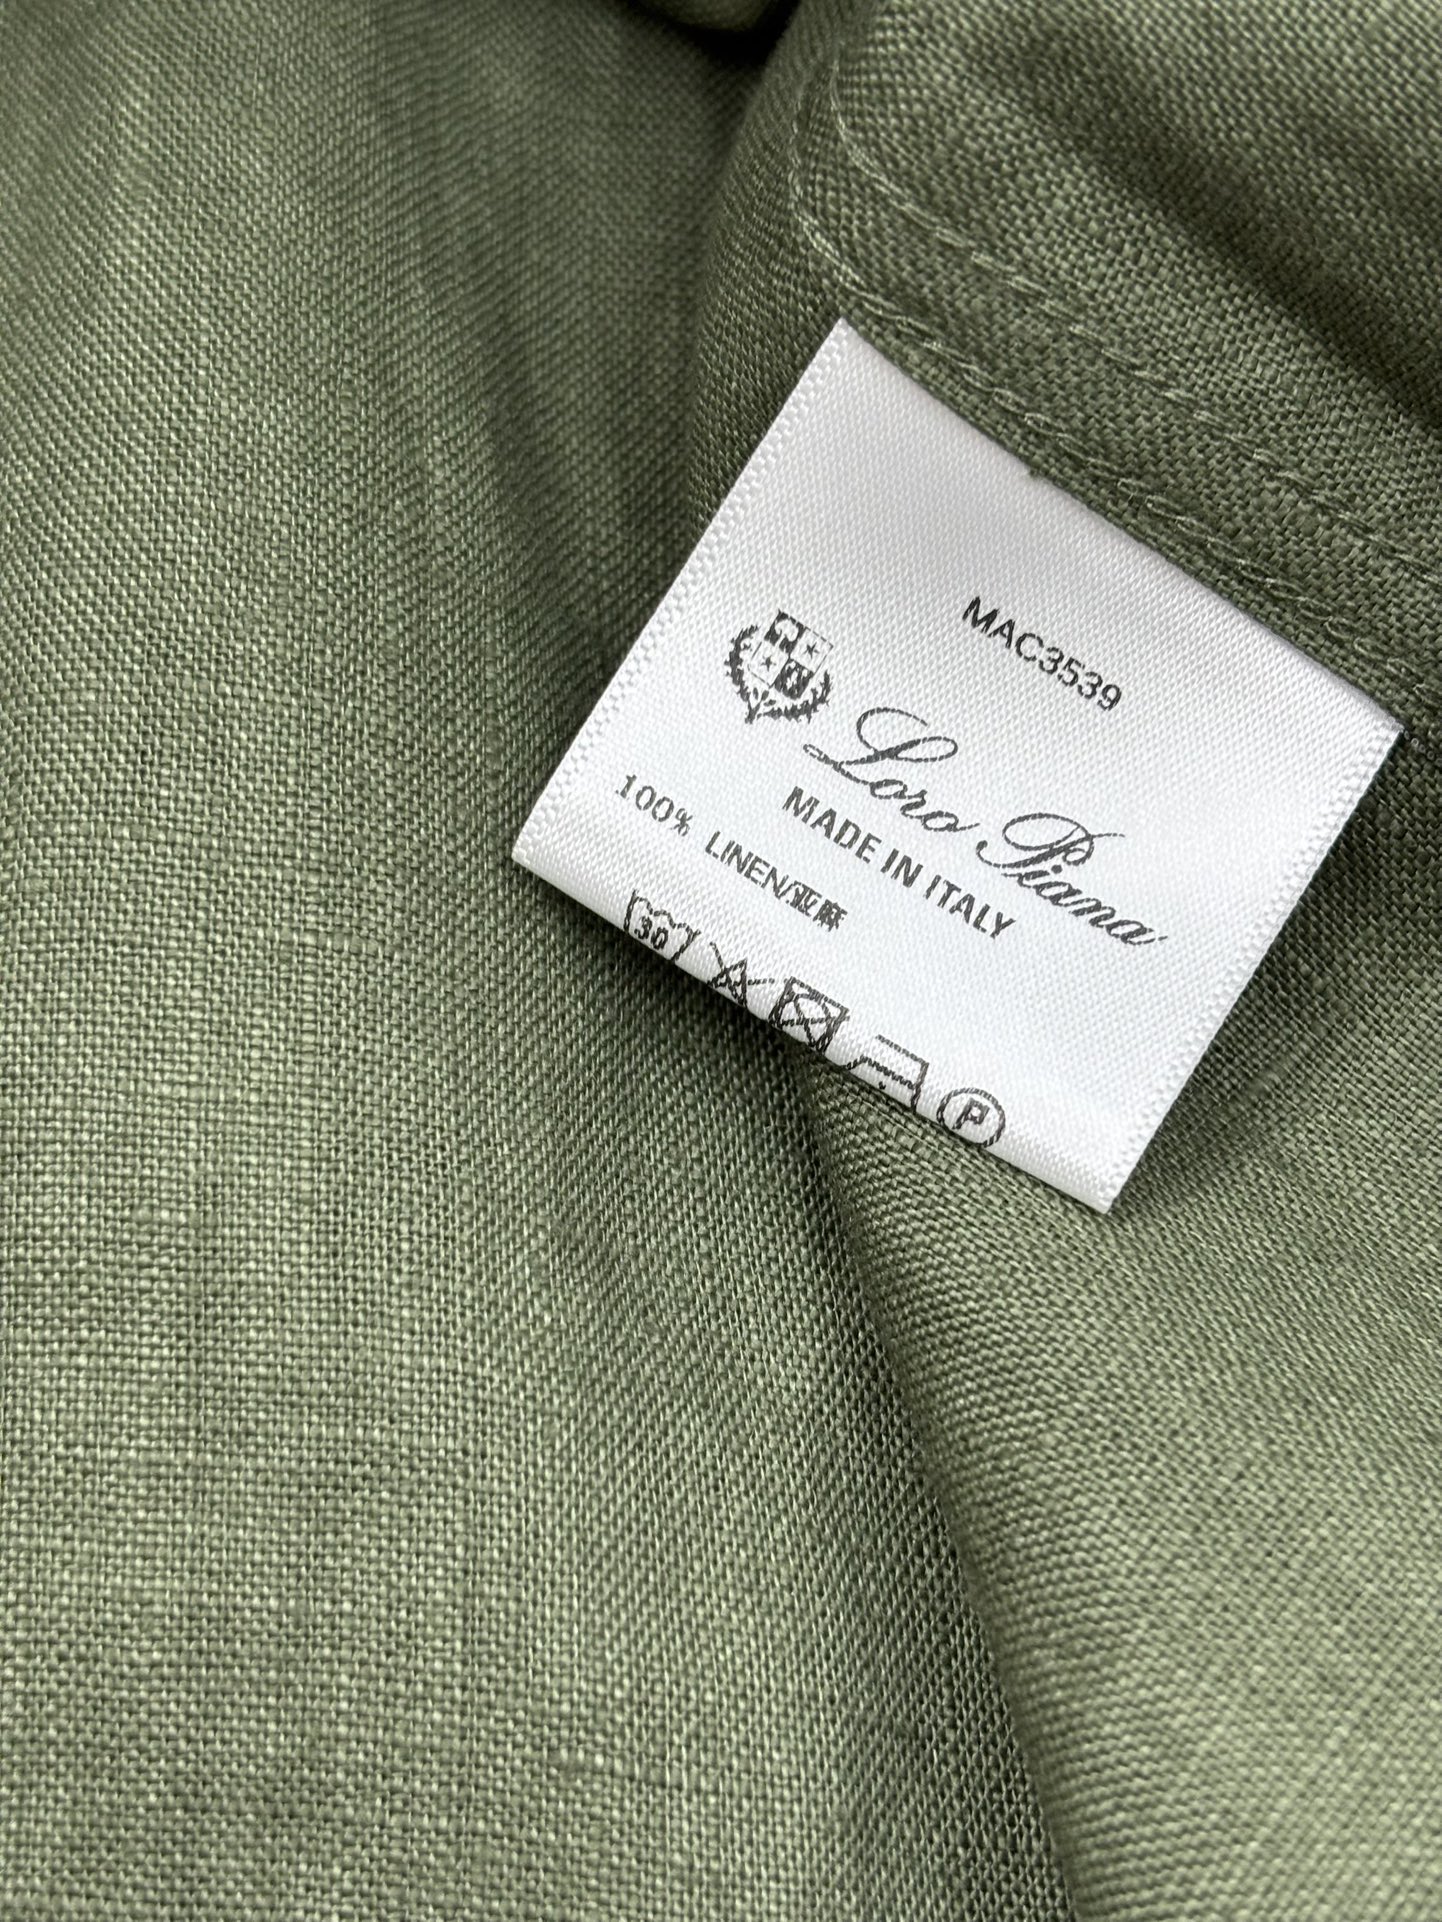 MAC3539
Loro Piana
MADE IN ITALY
100% LINEN/亚麻
30
P